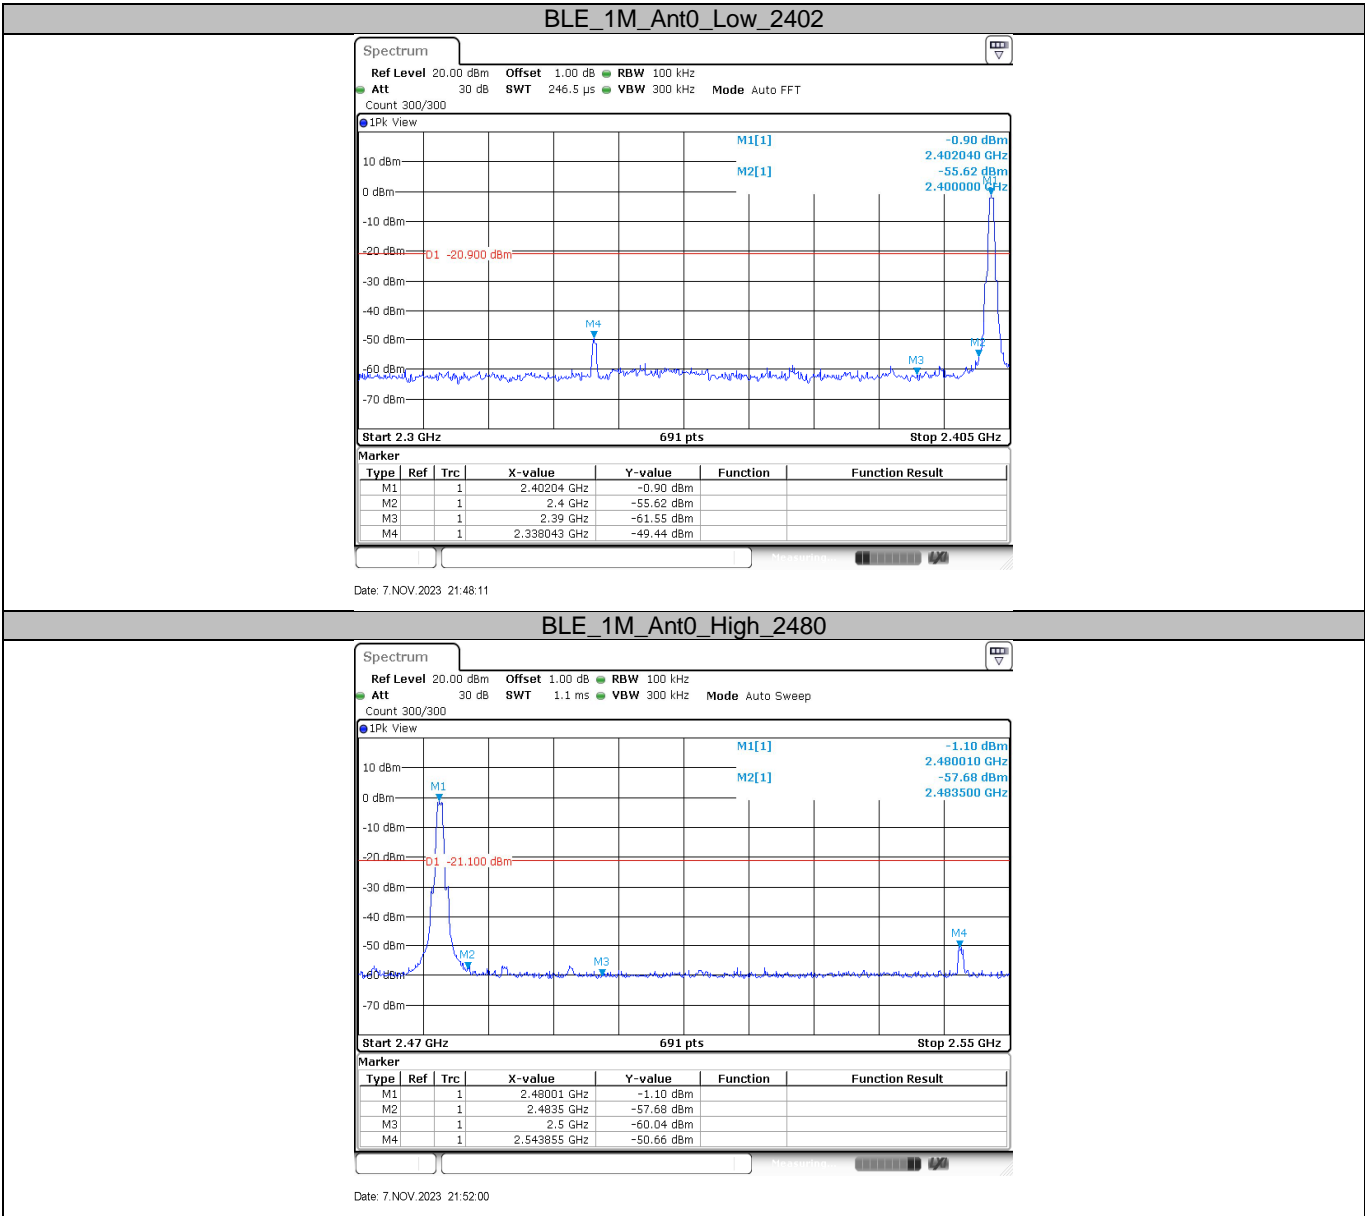 BLE_1M_Ant0_Low_2402
Spectrum
Ref Level 20.00 dBm Offset 1.00 dB RBW 100 kHz
Att 30 dB SWT 246.5 µs VBW 300 kHz Mode Auto FFT
Count 300/300
1Pk View
M1[1] -0.90 dBm
2.402040 GHz
M2[1] -55.62 dBm
2.400000 GHz
M1
10 dBm
0 dBm
-10 dBm
-20 dBm
D1 -20.900 dBm
-30 dBm
-40 dBm
M4
-50 dBm
M2
M3
-60 dBm
-70 dBm
Start 2.3 GHz 691 pts Stop 2.405 GHz
Marker
Type Ref Trc X-value Y-value Function Function Result
M1 1 2.40204 GHz -0.90 dBm
M2 1 2.4 GHz -55.62 dBm
M3 1 2.39 GHz -61.55 dBm
M4 1 2.338043 GHz -49.44 dBm
Measuring...
Date: 7.NOV.2023 21:48:11
BLE_1M_Ant0_High_2480
Spectrum
Ref Level 20.00 dBm Offset 1.00 dB RBW 100 kHz
Att 30 dB SWT 1.1 ms VBW 300 kHz Mode Auto Sweep
Count 300/300
1Pk View
M1[1] -1.10 dBm
2.480010 GHz
M2[1] -57.68 dBm
2.483500 GHz
10 dBm
M1
0 dBm
-10 dBm
-20 dBm
D1 -21.100 dBm
-30 dBm
-40 dBm
M4
-50 dBm
M2
M3
-60 dBm
-70 dBm
Start 2.47 GHz 691 pts Stop 2.55 GHz
Marker
Type Ref Trc X-value Y-value Function Function Result
M1 1 2.48001 GHz -1.10 dBm
M2 1 2.4835 GHz -57.68 dBm
M3 1 2.5 GHz -60.04 dBm
M4 1 2.543855 GHz -50.66 dBm
Measuring...
Date: 7.NOV.2023 21:52:00